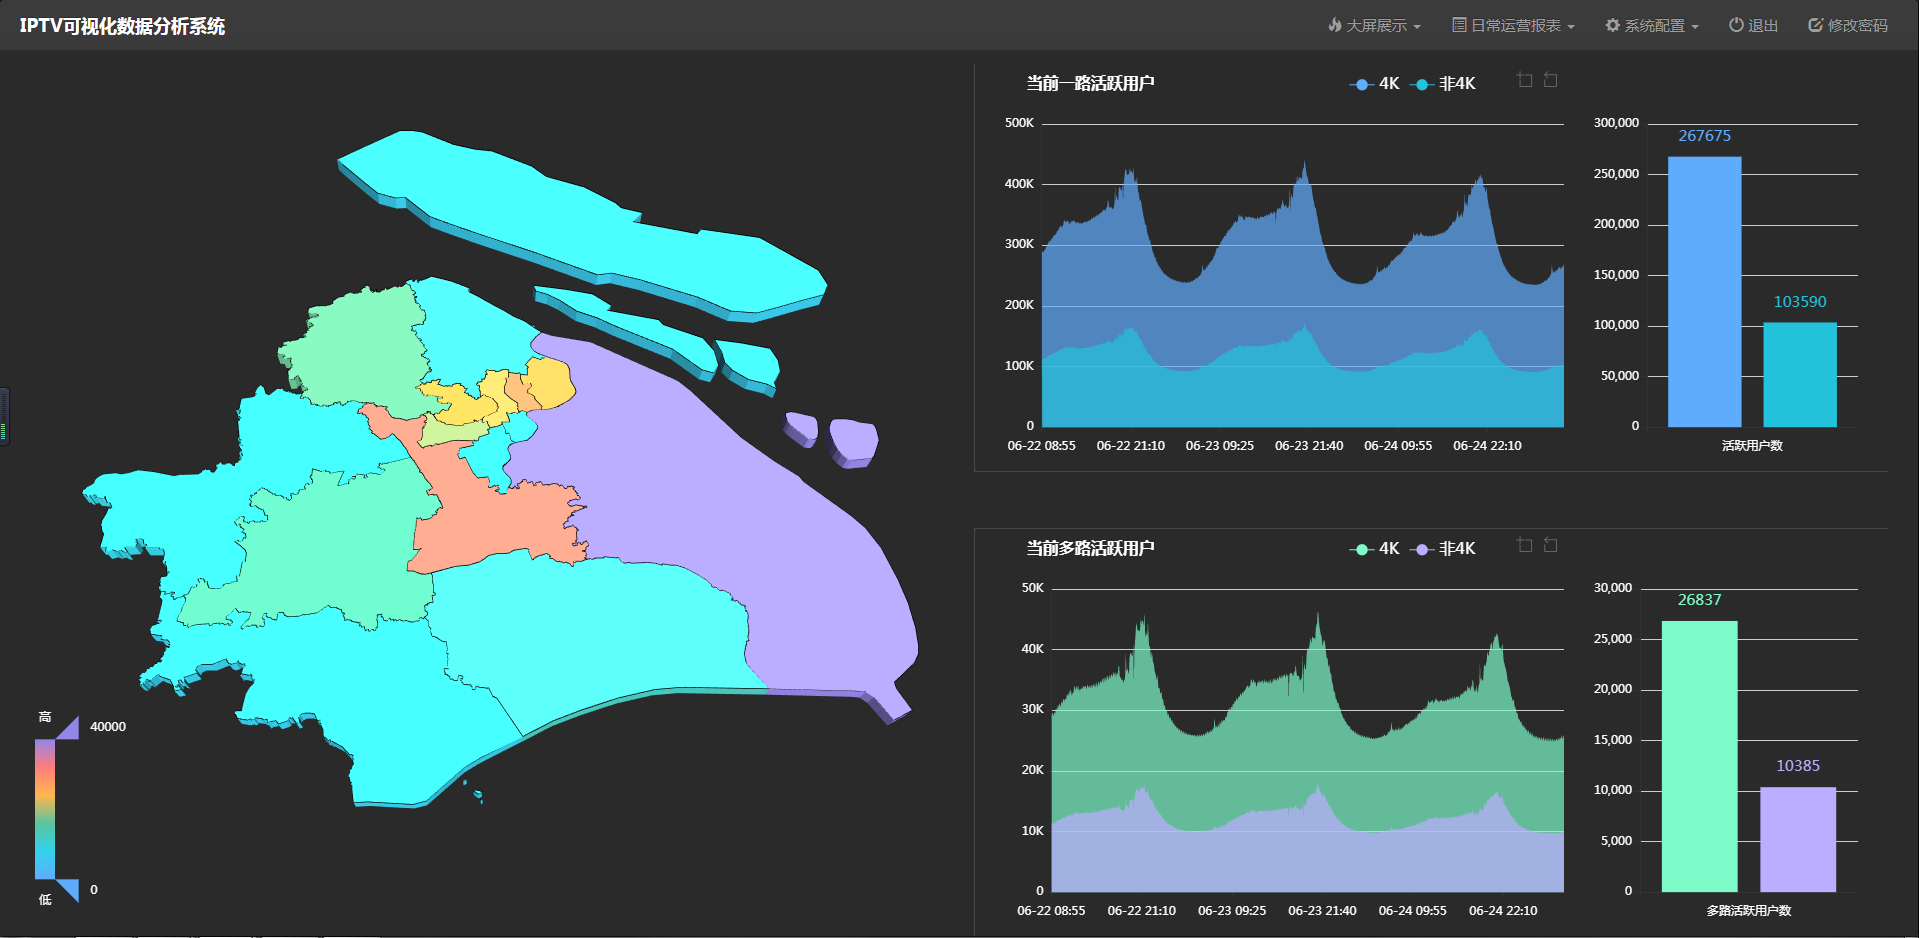 IPTV可视化数据分析系统
大屏展示
日常运营报表
系统配置
退出
修改密码
高
40000
低
0
当前一路活跃用户
4K
非4K
500K
400K
300K
200K
100K
0
06-22 08:55
06-22 21:10
06-23 09:25
06-23 21:40
06-24 09:55
06-24 22:10
300,000
250,000
200,000
150,000
100,000
50,000
0
267675
103590
活跃用户数
当前多路活跃用户
4K
非4K
50K
40K
30K
20K
10K
0
06-22 08:55
06-22 21:10
06-23 09:25
06-23 21:40
06-24 09:55
06-24 22:10
30,000
25,000
20,000
15,000
10,000
5,000
0
26837
10385
多路活跃用户数